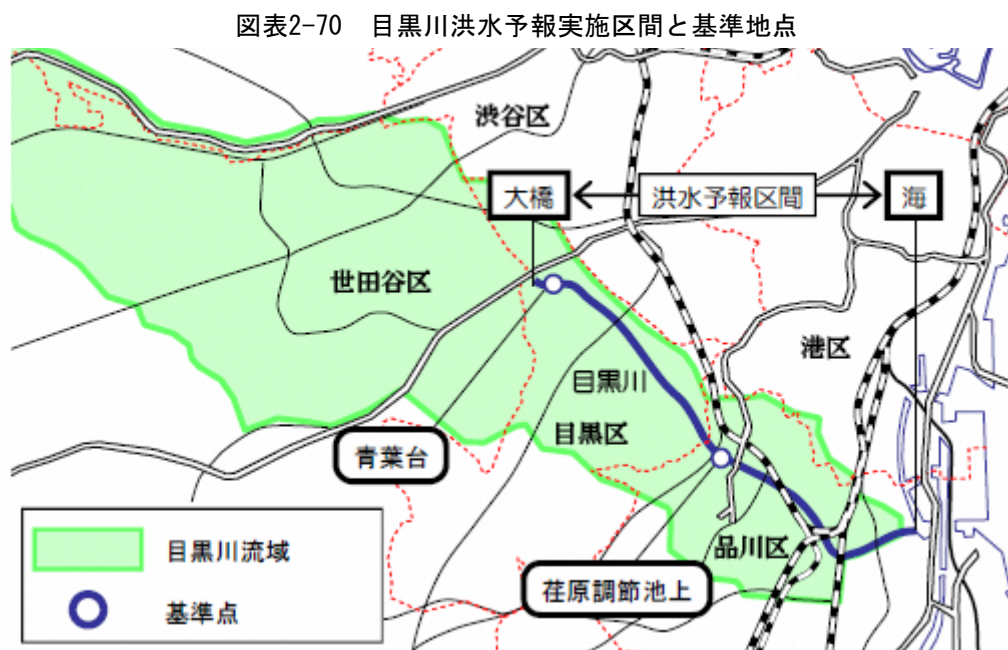 図表2-70　目黒川洪水予報実施区間と基準地点
渋谷区
大橋
洪水予報区間
海
世田谷区
港区
目黒川
目黒区
青葉台
品川区
荏原調節池上
目黒川流域
基準点